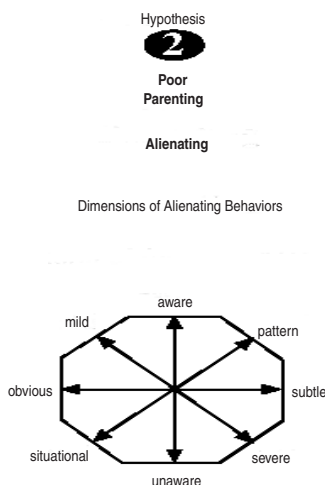 Hypothesis
2
Poor
Parenting
Alienating
Dimensions of Alienating Behaviors
aware
mild
pattern
obvious
subtle
situational
severe
unaware